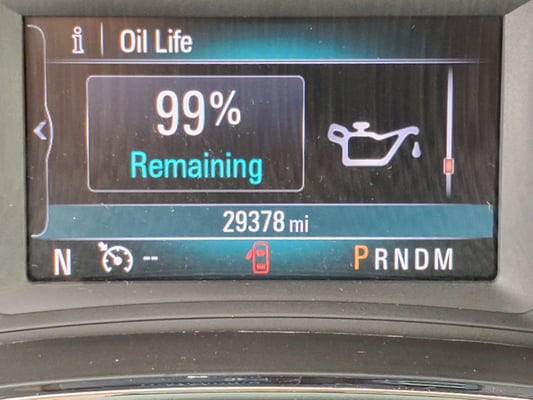 i Oil Life
99%
Remaining
29378 mi
N -- PRNDM